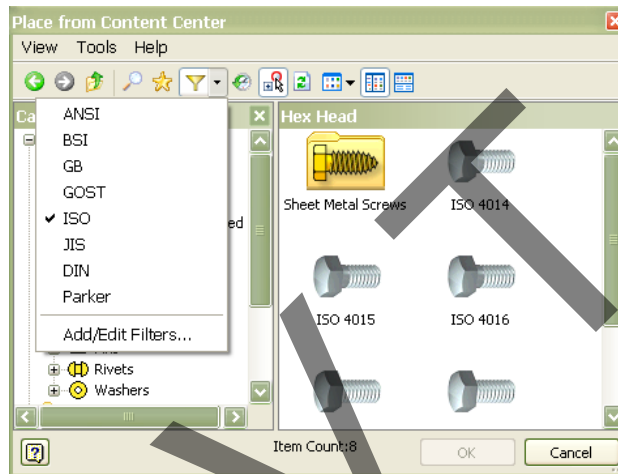 Place from Content Center
View Tools Help
Ca
ANSI
BSI
GB
GOST
ISO
JIS
DIN
Parker
Add/Edit Filters...
ed
Rivets
Washers
Hex Head
Sheet Metal Screws
ISO 4014
ISO 4015
ISO 4016
Item Count:8
OK
Cancel